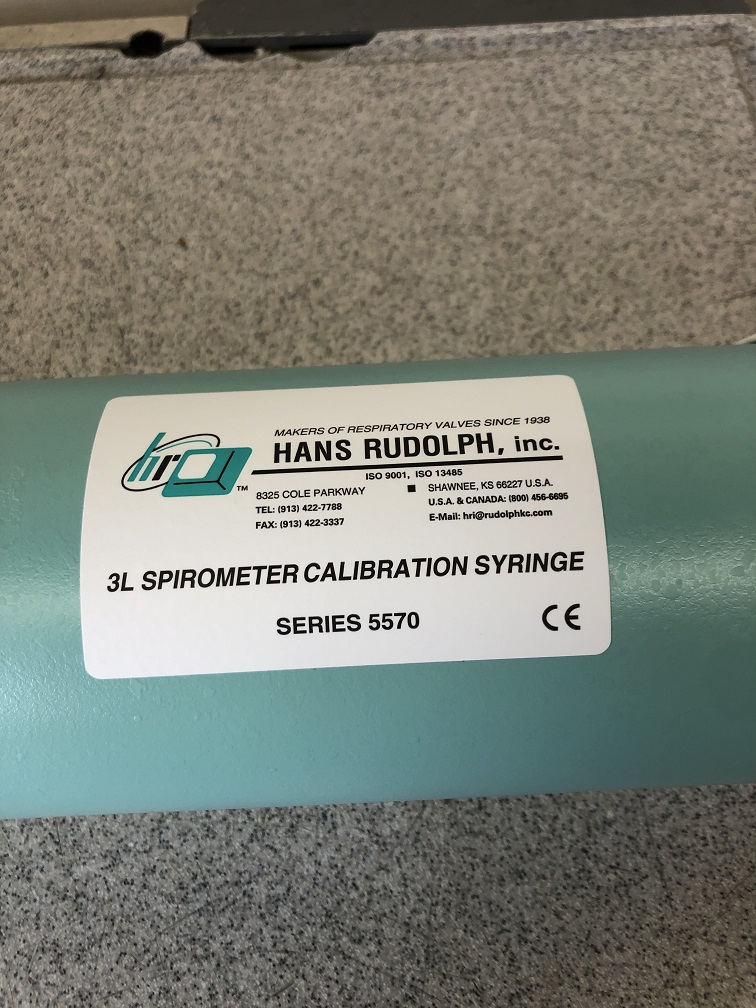 MAKERS OF RESPIRATORY VALVES SINCE 1938
hr
HANS RUDOLPH, inc.
TM
ISO 9001, ISO 13485
8325 COLE PARKWAY ■ SHAWNEE, KS 66227 U.S.A.
TEL: (913) 422-7788 U.S.A. & CANADA: (800) 456-6695
FAX: (913) 422-3337 E-Mail: hri@rudolphkc.com
3L SPIROMETER CALIBRATION SYRINGE
SERIES 5570 CE